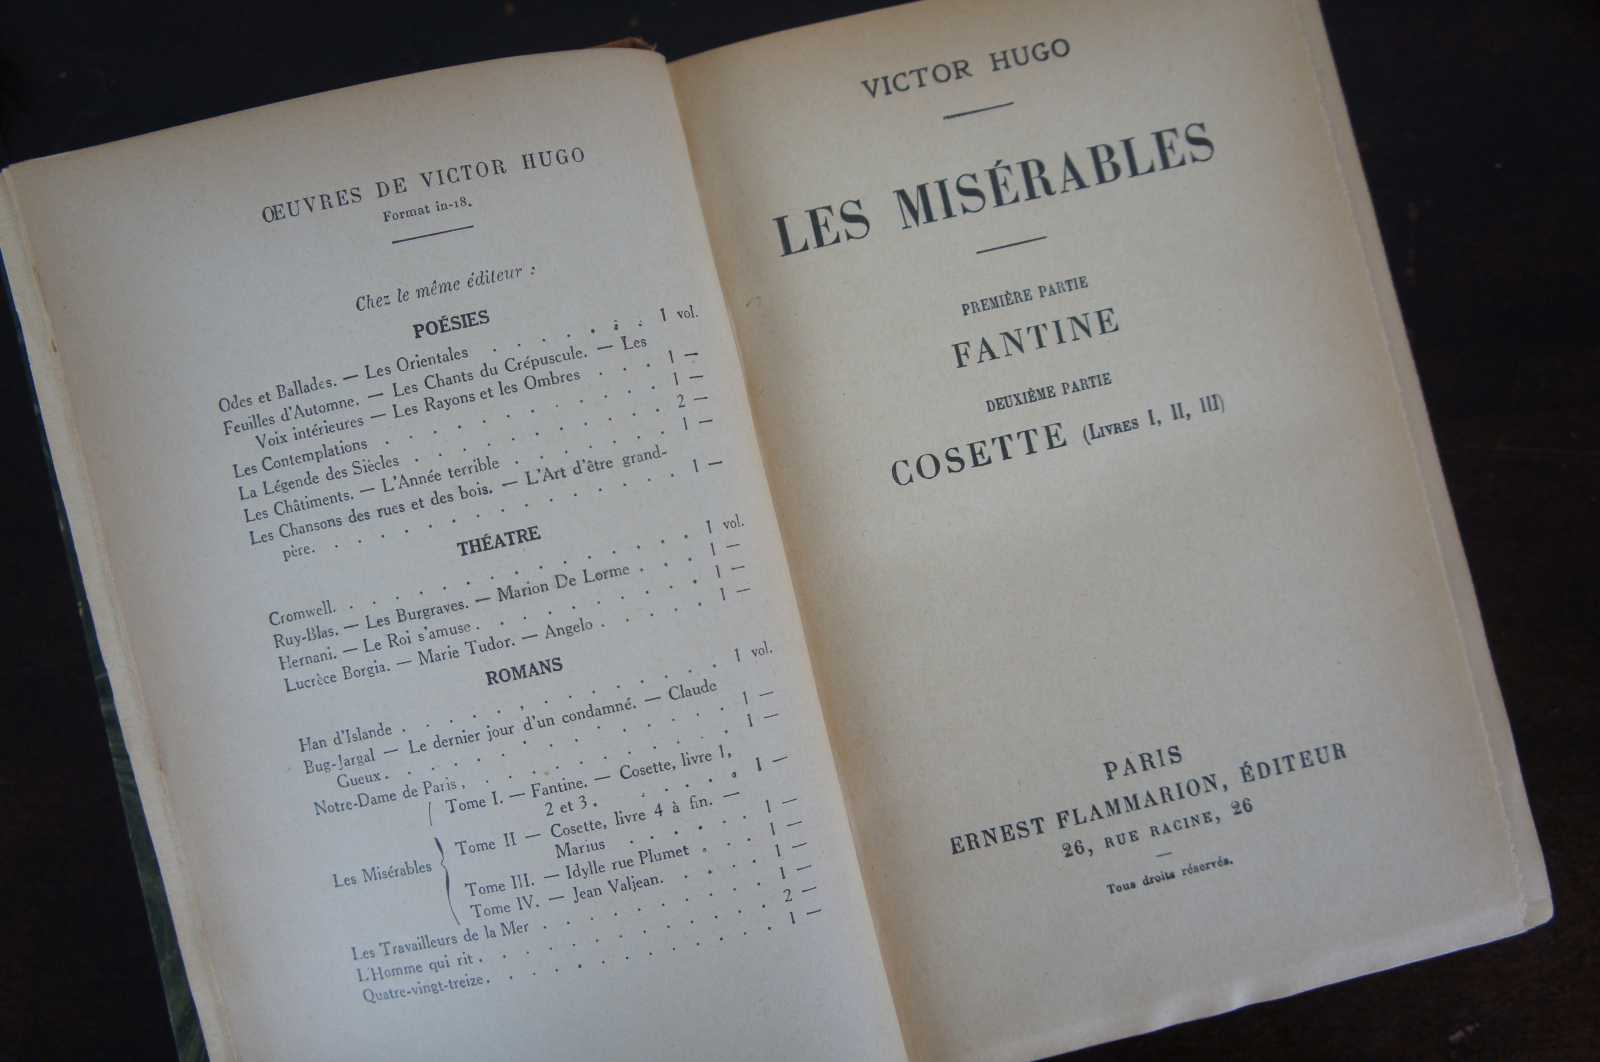 ŒUVRES DE VICTOR HUGO
Format in-18.
Chez le même éditeur :
POÉSIES
Odes et Ballades. — Les Orientales . . . . . . . 1 vol.
Feuilles d'Automne. — Les Chants du Crépuscule. — Les
Voix intérieures — Les Rayons et les Ombres . . . 1 —
Les Contemplations . . . . . . . . . . . . 1 —
La Légende des Siècles . . . . . . . . . . . 2 —
Les Châtiments. — L'Année terrible . . . . . . . 1 —
Les Chansons des rues et des bois. — L'Art d'être grand-
père. . . . . . . . . . . . . . . . . 1 —
THÉATRE
Cromwell. . . . . . . . . . . . . . . . 1 vol.
Ruy-Blas. — Les Burgraves. — Marion De Lorme . . . 1 —
Hernani. — Le Roi s'amuse . . . . . . . . . . 1 —
Lucrèce Borgia. — Marie Tudor. — Angelo . . . . . 1 —
ROMANS
Han d'Islande . . . . . . . . . . . . . . 1 vol.
Bug-Jargal — Le dernier jour d'un condamné. — Claude
Gueux . . . . . . . . . . . . . . . . 1 —
Notre-Dame de Paris . . . . . . . . . . . . 1 —
Tome I. — Fantine. — Cosette, livre 1,
2 et 3 . . . . . . . 1 —
Les Misérables
Tome II — Cosette, livre 4 à fin. —
Marius . . . . . . . 1 —
Tome III. — Idylle rue Plumet . . . . 1 —
Tome IV. — Jean Valjean. . . . . . 1 —
Les Travailleurs de la Mer . . . . . . . . . . 1 —
L'Homme qui rit . . . . . . . . . . . . . 2 —
Quatre-vingt-treize. . . . . . . . . . . . . 1 —
VICTOR HUGO
LES MISÉRABLES
PREMIÈRE PARTIE
FANTINE
DEUXIÈME PARTIE
COSETTE (LIVRES I, II, III)
PARIS
ERNEST FLAMMARION, ÉDITEUR
26, RUE RACINE, 26
Tous droits réservés.